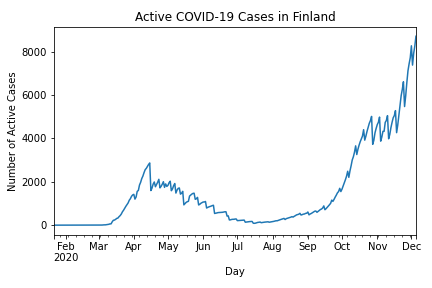 Active COVID-19 Cases in Finland
Number of Active Cases
8000
6000
4000
2000
0
Feb Mar Apr May Jun Jul Aug Sep Oct Nov Dec
2020
Day